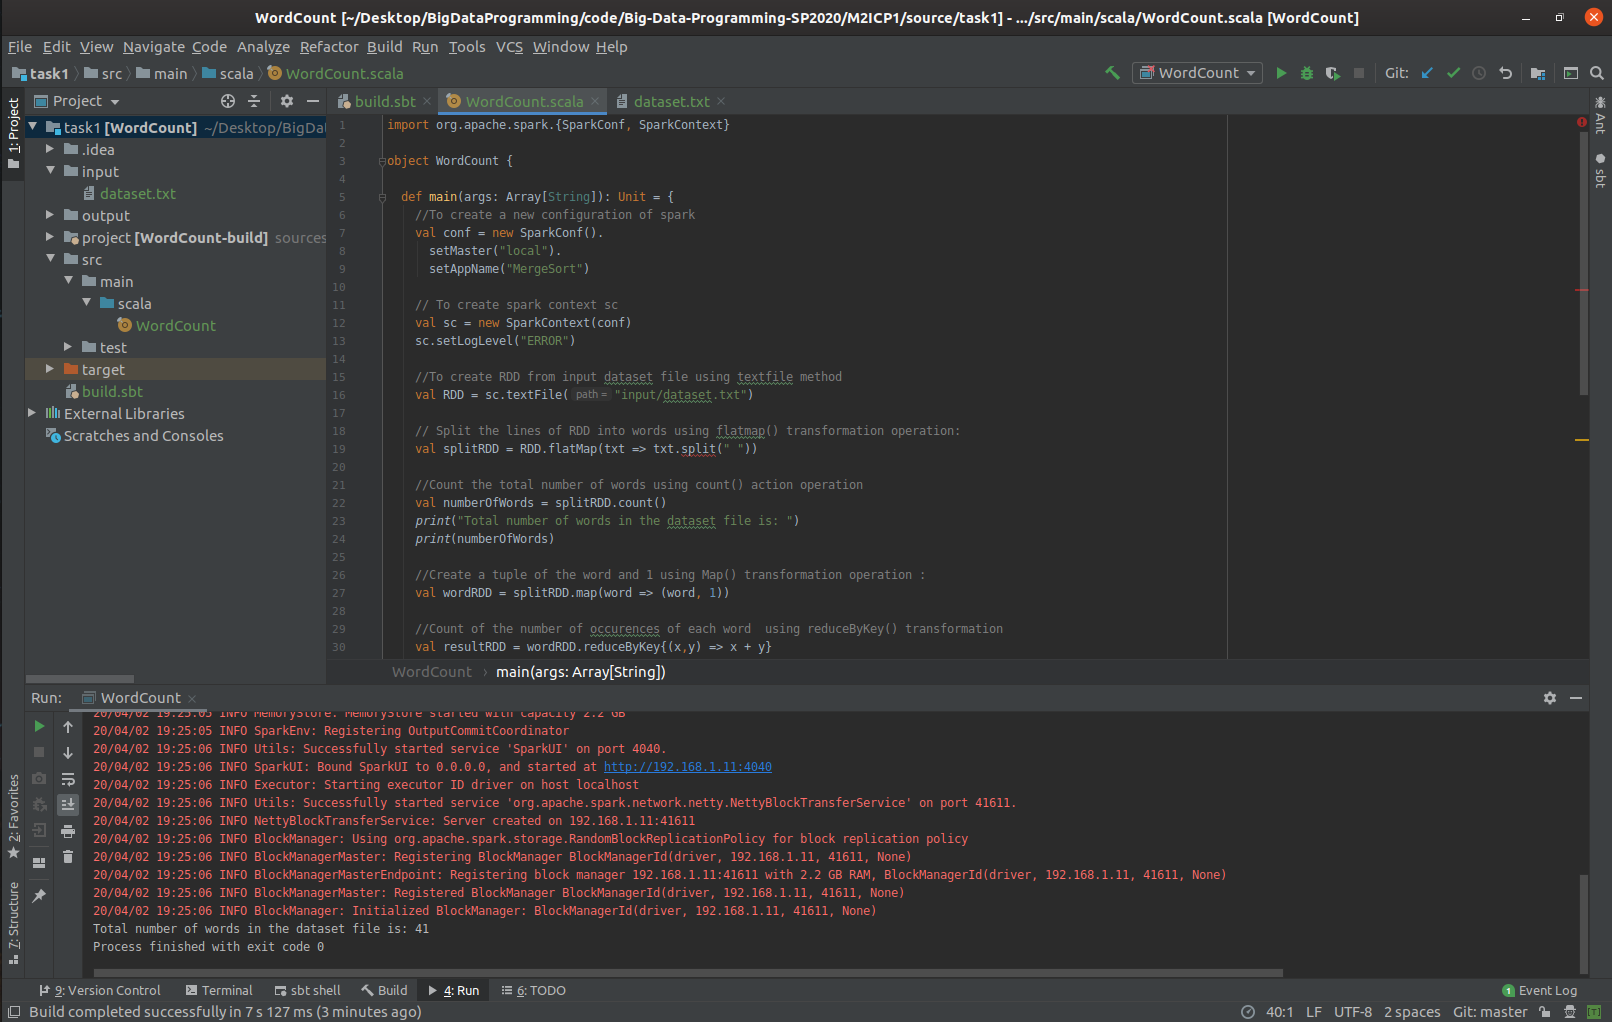 WordCount [~/Desktop/BigDataProgramming/code/Big-Data-Programming-SP2020/M2ICP1/source/task1] - .../src/main/scala/WordCount.scala [WordCount]
File Edit View Navigate Code Analyze Refactor Build Run Tools VCS Window Help
task1 src main scala WordCount.scala WordCount Git:
1: Project
Project
build.sbt WordCount.scala dataset.txt
task1 [WordCount] ~/Desktop/BigDat
.idea
input
dataset.txt
output
project [WordCount-build] sources
src
main
scala
WordCount
test
target
build.sbt
External Libraries
Scratches and Consoles
1 import org.apache.spark.{SparkConf, SparkContext}
2
3 object WordCount {
4
5 def main(args: Array[String]): Unit = {
6 //To create a new configuration of spark
7 val conf = new SparkConf().
8 setMaster("local").
9 setAppName("MergeSort")
10
11 // To create spark context sc
12 val sc = new SparkContext(conf)
13 sc.setLogLevel("ERROR")
14
15 //To create RDD from input dataset file using textfile method
16 val RDD = sc.textFile( path = "input/dataset.txt")
17
18 // Split the lines of RDD into words using flatmap() transformation operation:
19 val splitRDD = RDD.flatMap(txt => txt.split(" "))
20
21 //Count the total number of words using count() action operation
22 val numberOfWords = splitRDD.count()
23 print("Total number of words in the dataset file is: ")
24 print(numberOfWords)
25
26 //Create a tuple of the word and 1 using Map() transformation operation :
27 val wordRDD = splitRDD.map(word => (word, 1))
28
29 //Count of the number of occurences of each word  using reduceByKey() transformation
30 val resultRDD = wordRDD.reduceByKey{(x,y) => x + y}
WordCount › main(args: Array[String])
Ant
sbt
Run: WordCount
20/04/02 19:25:05 INFO MemoryStore: MemoryStore started with capacity 2.2 GB
20/04/02 19:25:05 INFO SparkEnv: Registering OutputCommitCoordinator
20/04/02 19:25:06 INFO Utils: Successfully started service 'SparkUI' on port 4040.
20/04/02 19:25:06 INFO SparkUI: Bound SparkUI to 0.0.0.0, and started at http://192.168.1.11:4040
20/04/02 19:25:06 INFO Executor: Starting executor ID driver on host localhost
20/04/02 19:25:06 INFO Utils: Successfully started service 'org.apache.spark.network.netty.NettyBlockTransferService' on port 41611.
20/04/02 19:25:06 INFO NettyBlockTransferService: Server created on 192.168.1.11:41611
20/04/02 19:25:06 INFO BlockManager: Using org.apache.spark.storage.RandomBlockReplicationPolicy for block replication policy
20/04/02 19:25:06 INFO BlockManagerMaster: Registering BlockManager BlockManagerId(driver, 192.168.1.11, 41611, None)
20/04/02 19:25:06 INFO BlockManagerMasterEndpoint: Registering block manager 192.168.1.11:41611 with 2.2 GB RAM, BlockManagerId(driver, 192.168.1.11, 41611, None)
20/04/02 19:25:06 INFO BlockManagerMaster: Registered BlockManager BlockManagerId(driver, 192.168.1.11, 41611, None)
20/04/02 19:25:06 INFO BlockManager: Initialized BlockManager: BlockManagerId(driver, 192.168.1.11, 41611, None)
Total number of words in the dataset file is: 41
Process finished with exit code 0
2: Favorites
7: Structure
9: Version Control Terminal sbt shell Build 4: Run 6: TODO 1 Event Log
Build completed successfully in 7 s 127 ms (3 minutes ago) 40:1 LF UTF-8 2 spaces Git: master [T]